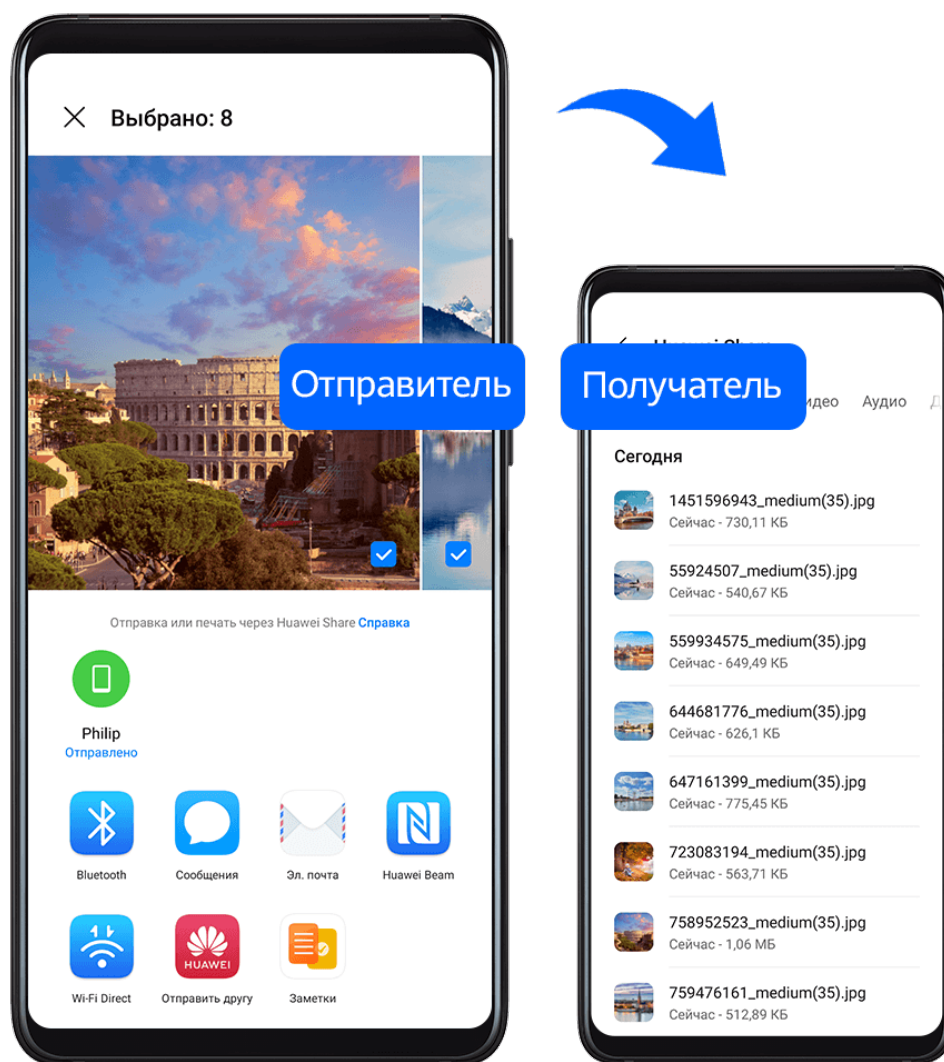 Выбрано: 8
Отправитель
Отправка или печать через Huawei Share Справка
Philip
Отправлено
Bluetooth
Сообщения
Эл. почта
Huawei Beam
HUAWEI
Wi-Fi Direct
Отправить другу
Заметки
Получатель
Аудио
Сегодня
1451596943_medium(35).jpg
Сейчас - 730,11 КБ
55924507_medium(35).jpg
Сейчас - 540,67 КБ
559934575_medium(35).jpg
Сейчас - 649,49 КБ
644681776_medium(35).jpg
Сейчас - 626,1 КБ
647161399_medium(35).jpg
Сейчас - 775,45 КБ
723083194_medium(35).jpg
Сейчас - 563,71 КБ
758952523_medium(35).jpg
Сейчас - 1,06 МБ
759476161_medium(35).jpg
Сейчас - 512,89 КБ